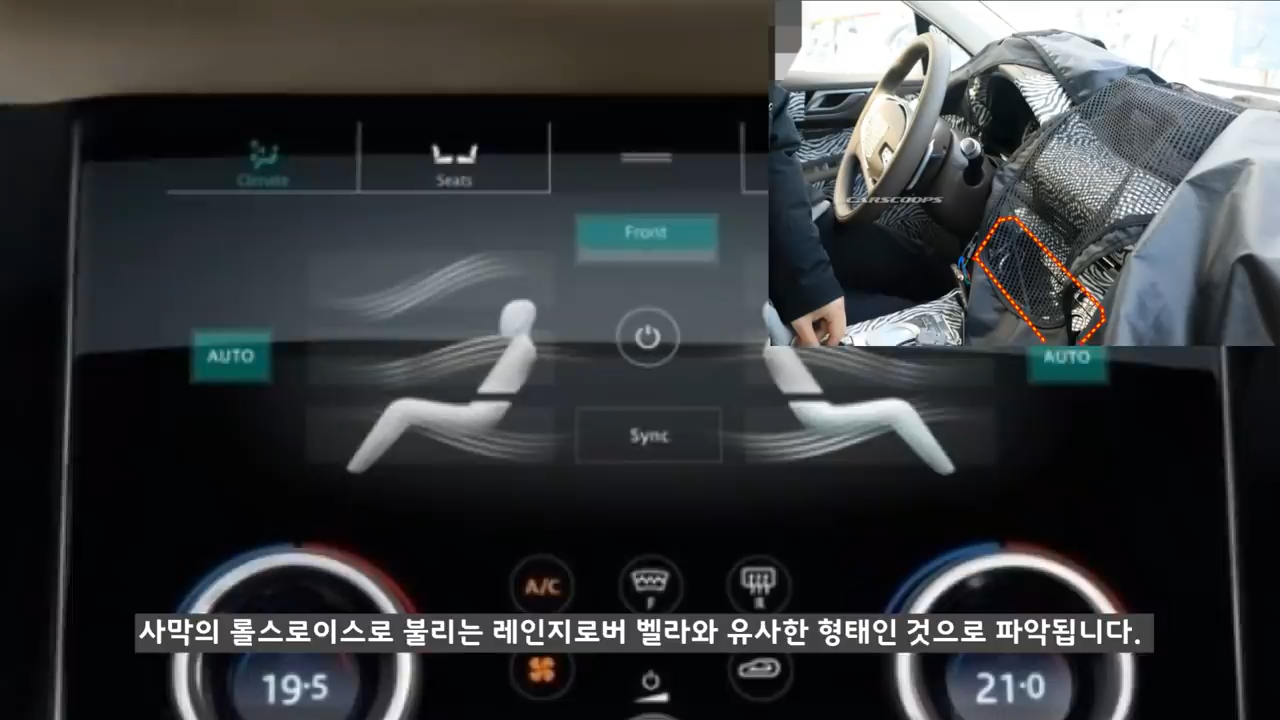 Climate
Seats
Front
CARSCOOPS
AUTO
AUTO
Sync
A/C
F
R
사막의 롤스로이스로 불리는 레인지로버 벨라와 유사한 형태인 것으로 파악됩니다.
19·5
21·0